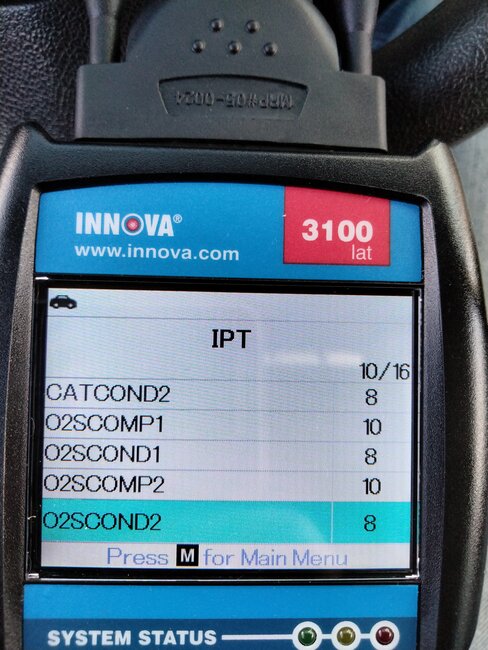 MRP#05-0024
INNOVA®
www.innova.com
3100
lat
IPT
10/16
CATCOND2 8
O2SCOMP1 10
O2SCOND1 8
O2SCOMP2 10
O2SCOND2 8
Press M for Main Menu
SYSTEM STATUS